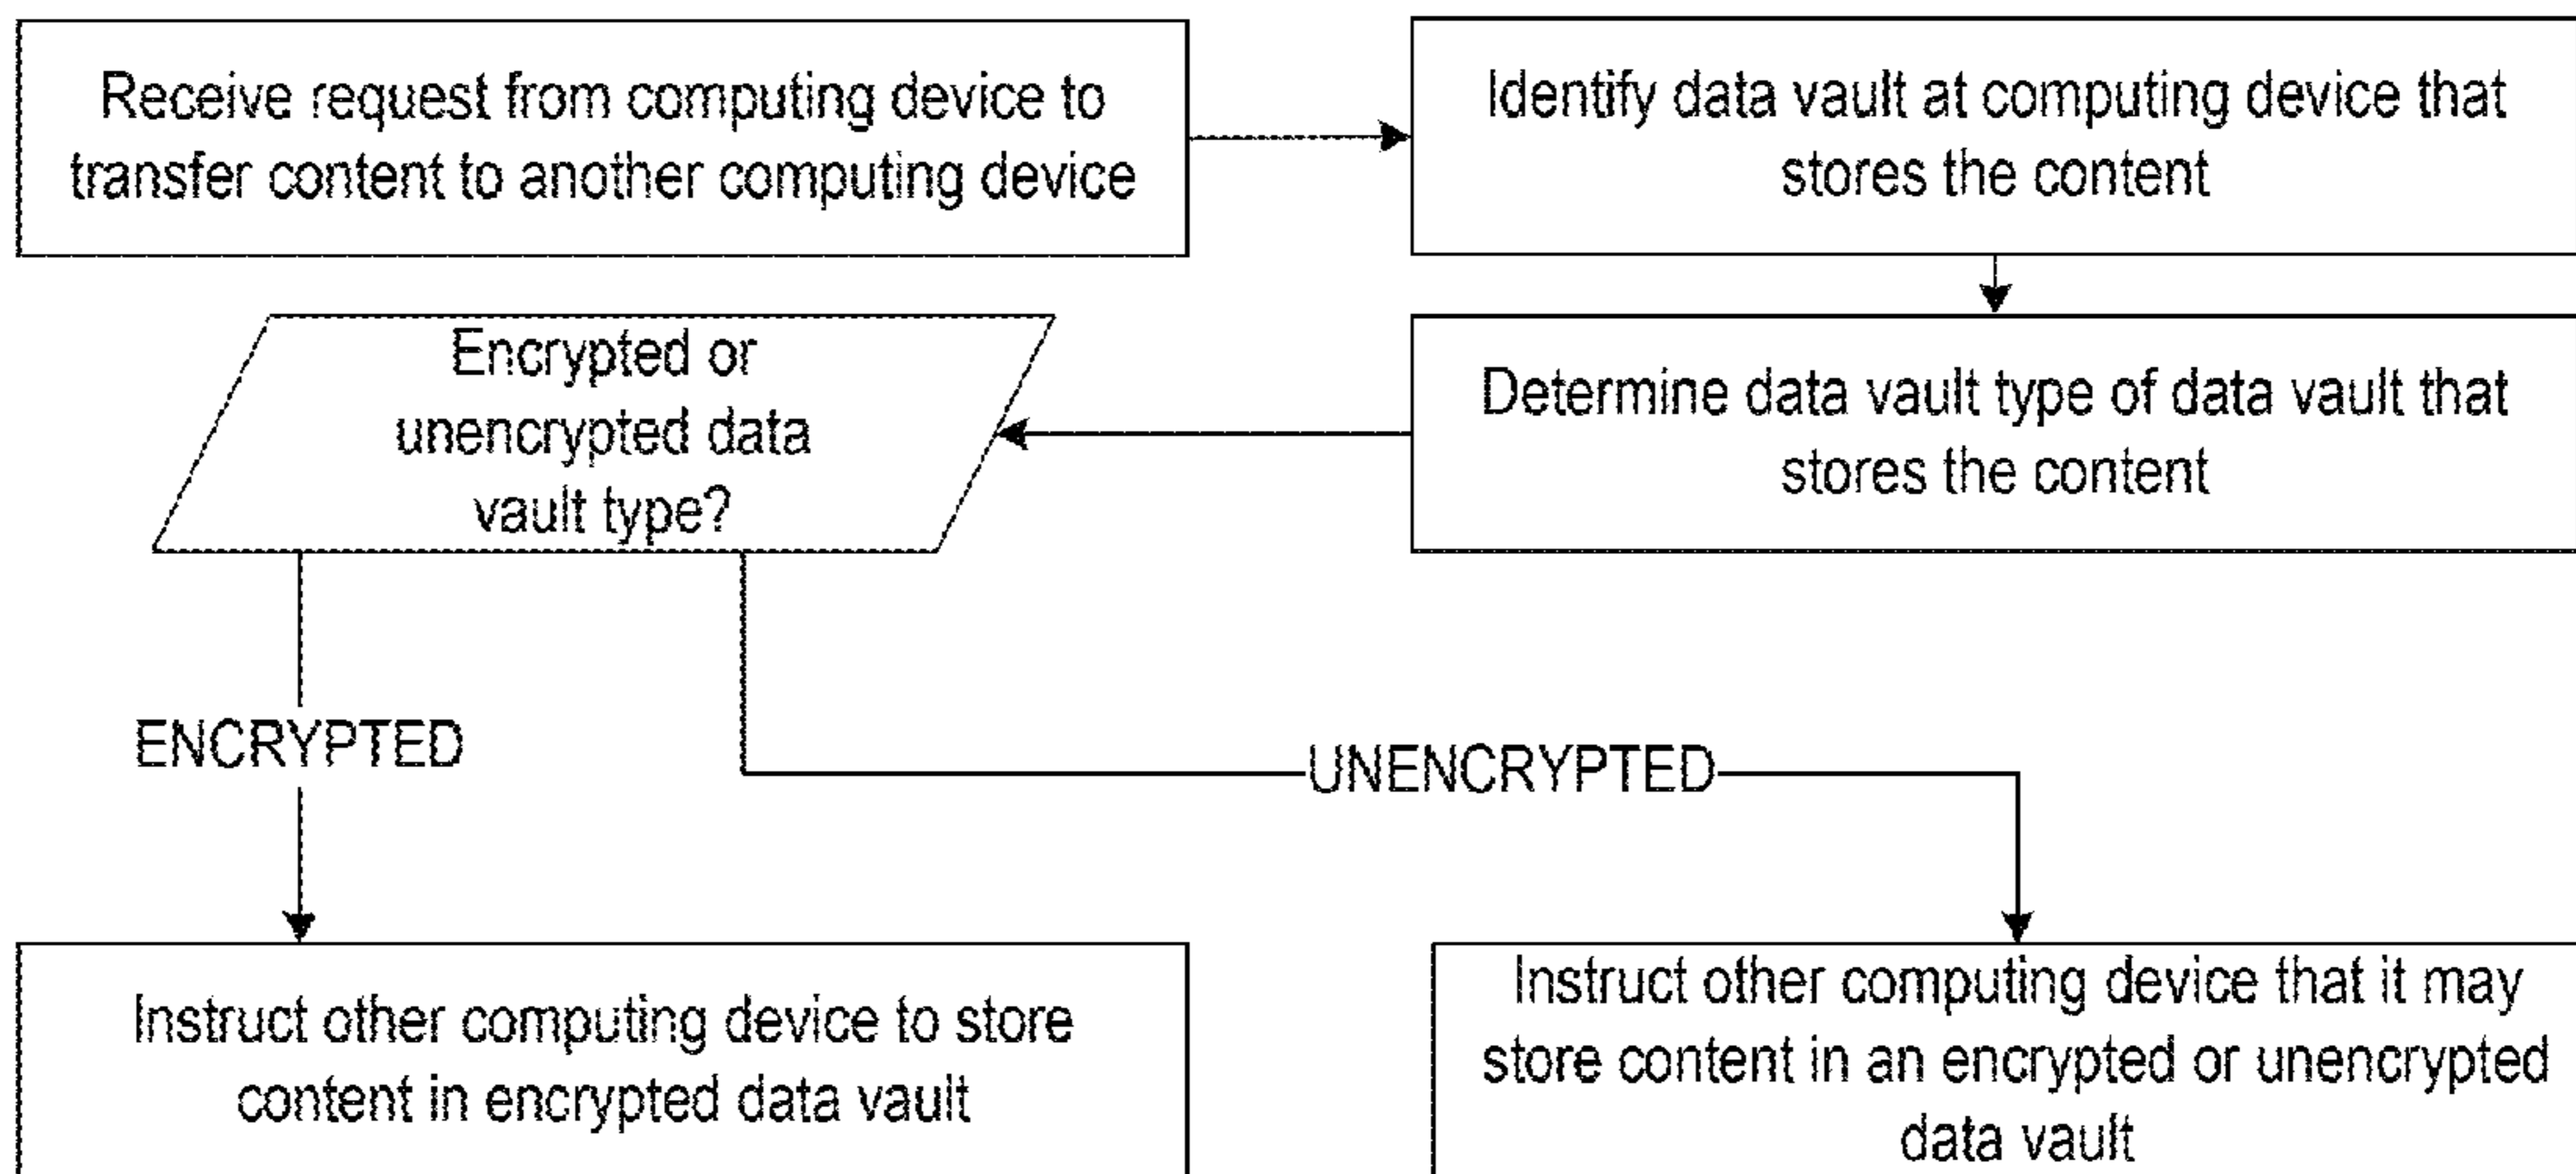 Receive request from computing device to
transfer content to another computing device
Identify data vault at computing device that
stores the content
Determine data vault type of data vault that
stores the content
Encrypted or
unencrypted data
vault type?
ENCRYPTED
UNENCRYPTED
Instruct other computing device to store
content in encrypted data vault
Instruct other computing device that it may
store content in an encrypted or unencrypted
data vault